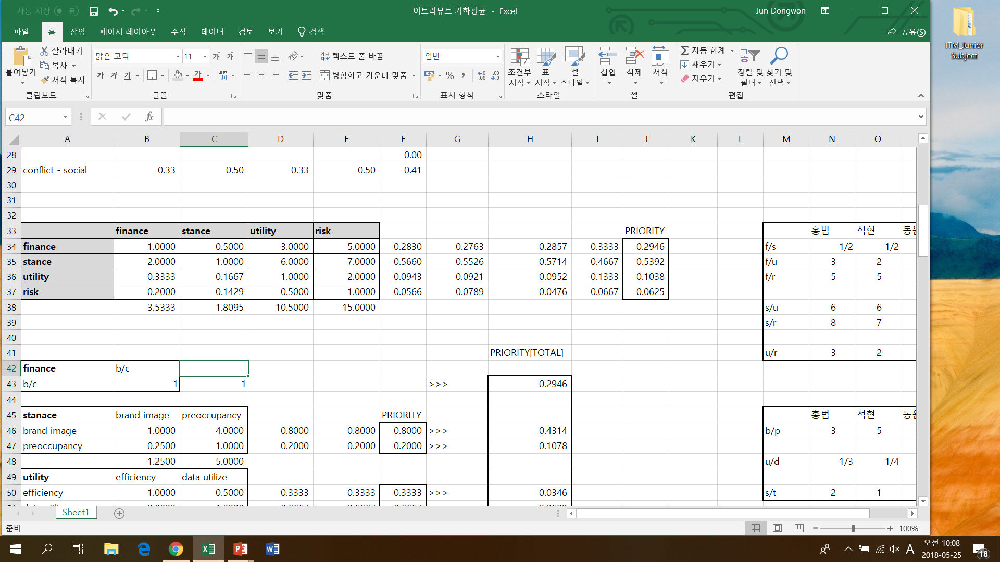 자동 저장 끔 어트리뷰트 기하평균 - Excel Jun Dongwon
파일 홈 삽입 페이지 레이아웃 수식 데이터 검토 보기 검색 공유(S)
붙여넣기 잘라내기 복사 서식 복사 클립보드
맑은 고딕 11 가 가 가 가 가 가 내천 글꼴
텍스트 줄 바꿈 병합하고 가운데 맞춤 맞춤
일반 % 표시 형식
조건부 서식 표 서식 셀 스타일 스타일
삽입 삭제 서식 셀
자동 합계 채우기 지우기 정렬 및 필터 찾기 및 선택 편집
ITM_Junior
Subject
C42 fx
A B C D E F G H I J K L M N O
28 0.00
29 conflict - social 0.33 0.50 0.33 0.50 0.41
30
31
32
33 finance stance utility risk PRIORITY 홍범 석현
34 finance 1.0000 0.5000 3.0000 5.0000 0.2830 0.2763 0.2857 0.3333 0.2946 f/s 1/2 1/2
35 stance 2.0000 1.0000 6.0000 7.0000 0.5660 0.5526 0.5714 0.4667 0.5392 f/u 3 2
36 utility 0.3333 0.1667 1.0000 2.0000 0.0943 0.0921 0.0952 0.1333 0.1038 f/r 5 5
37 risk 0.2000 0.1429 0.5000 1.0000 0.0566 0.0789 0.0476 0.0667 0.0625
38 3.5333 1.8095 10.5000 15.0000 s/u 6 6
39 s/r 8 7
40
41 PRIORITY[TOTAL] u/r 3 2
42 finance b/c
43 b/c 1 1 >>> 0.2946
44
45 stanace brand image preoccupancy PRIORITY 홍범 석현
46 brand image 1.0000 4.0000 0.8000 0.8000 0.8000 >>> 0.4314 b/p 3 5
47 preoccupancy 0.2500 1.0000 0.2000 0.2000 0.2000 >>> 0.1078
48 1.2500 5.0000 u/d 1/3 1/4
49 utility efficiency data utilize
50 efficiency 1.0000 0.5000 0.3333 0.3333 0.3333 >>> 0.0346 s/t 2 1
Sheet1
준비 100%
A 오전 10:08
2018-05-25 18